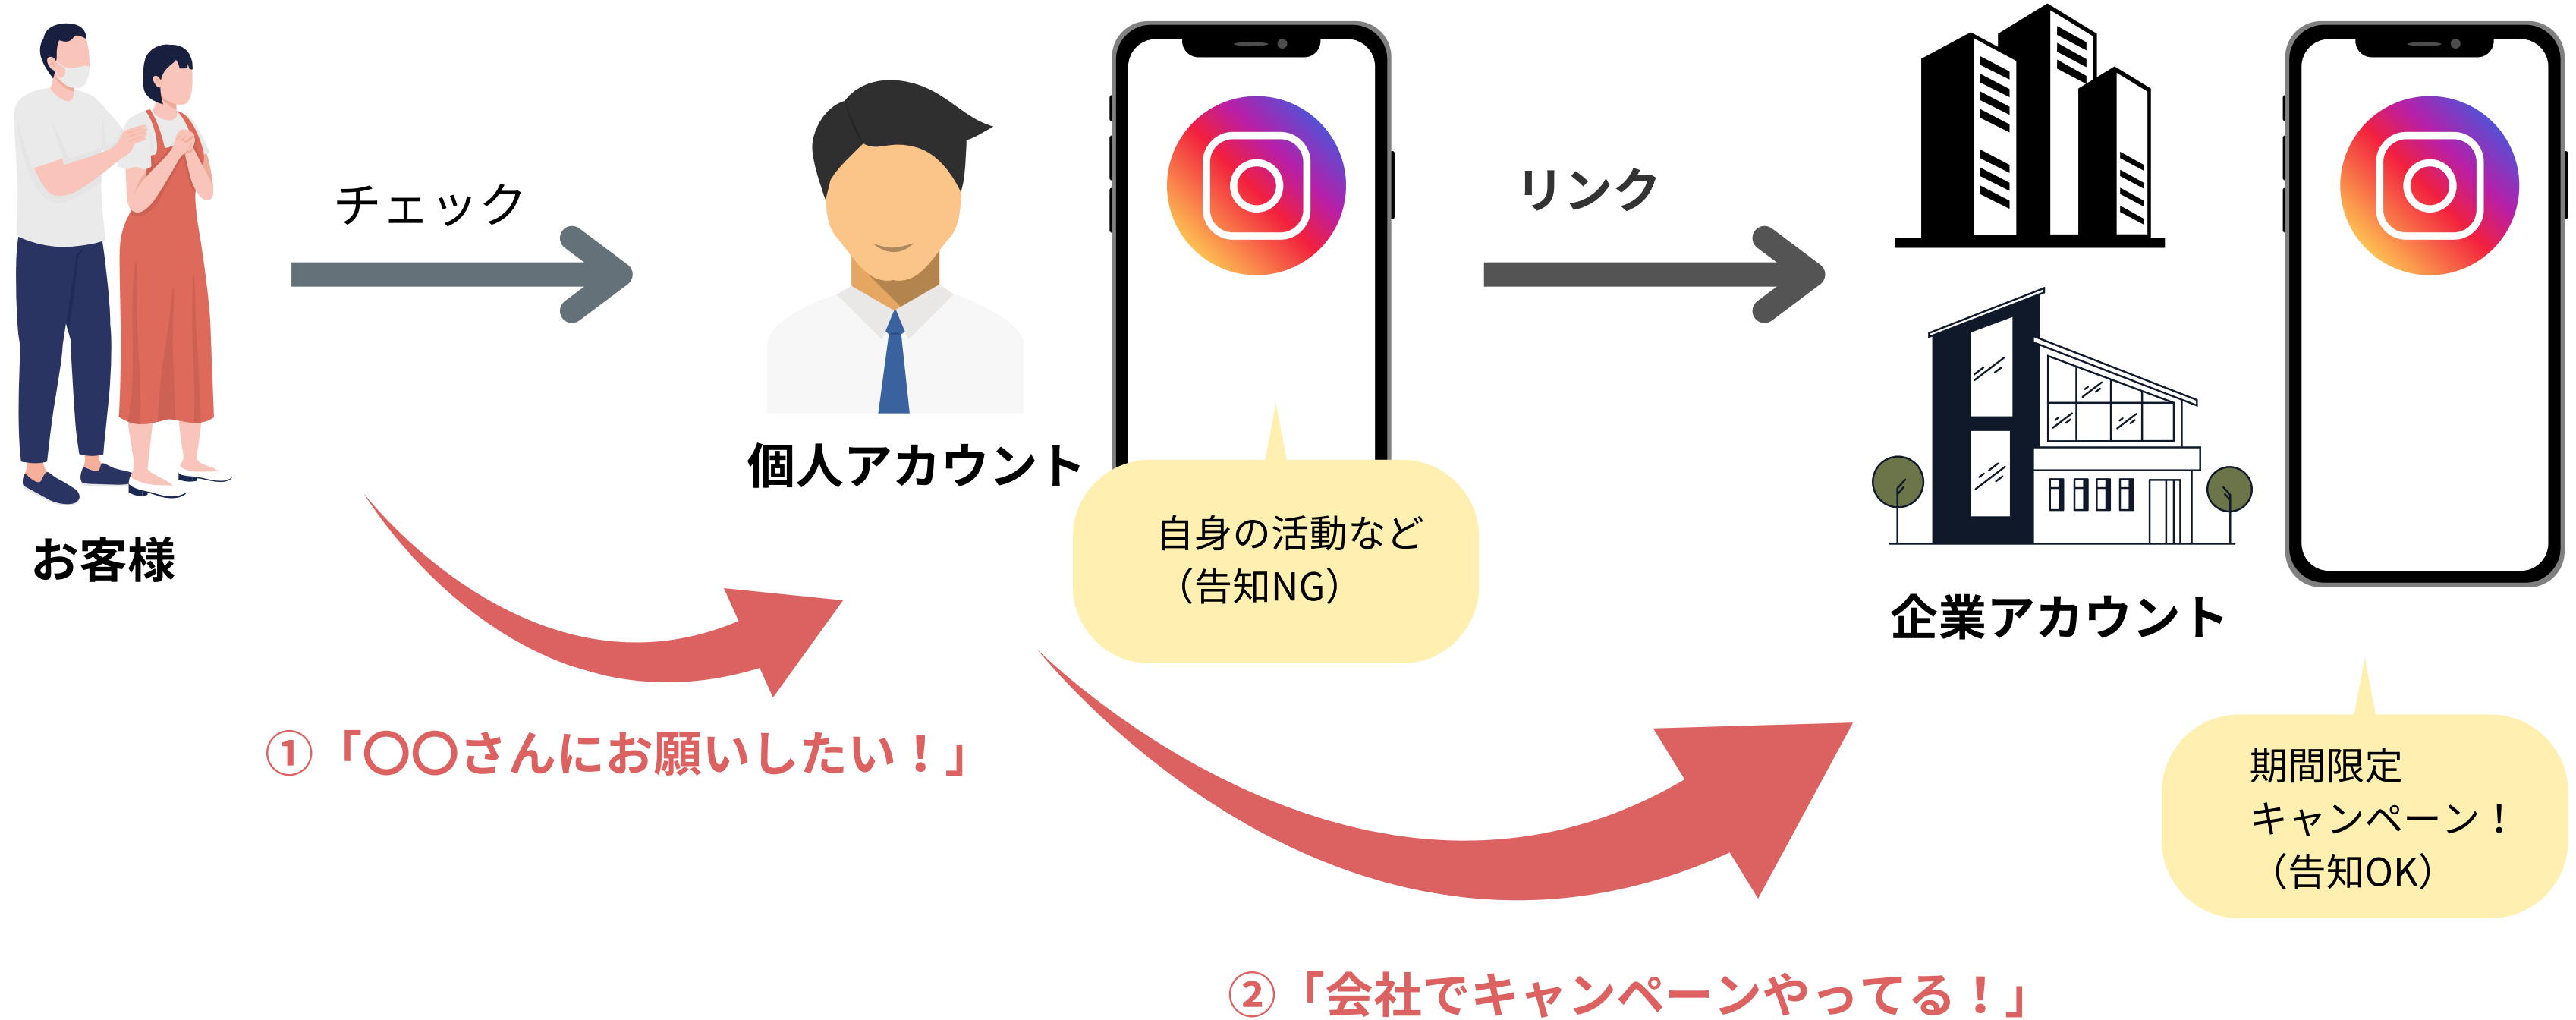 チェック
リンク
個人アカウント
お客様
自身の活動など
（告知NG）
企業アカウント
①「〇〇さんにお願いしたい！」
期間限定
キャンペーン！
（告知OK）
②「会社でキャンペーンやってる！」